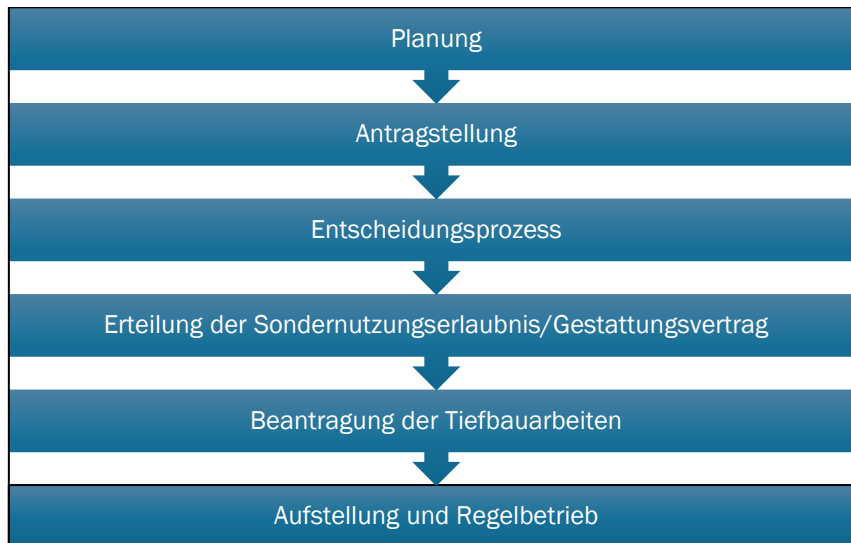 Planung
Antragstellung
Entscheidungsprozess
Erteilung der Sondernutzungserlaubnis/Gestattungsvertrag
Beantragung der Tiefbauarbeiten
Aufstellung und Regelbetrieb